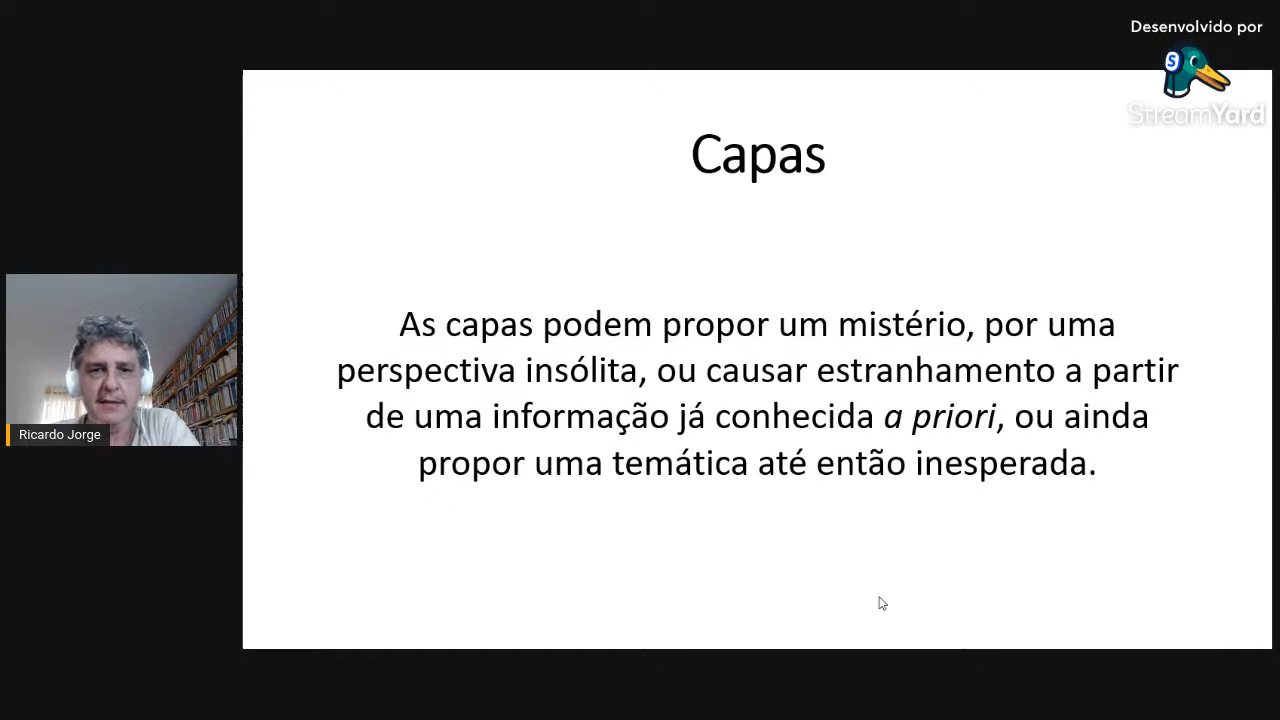 Desenvolvido por
S
StreamYard
Capas
As capas podem propor um mistério, por uma
perspectiva insólita, ou causar estranhamento a partir
de uma informação já conhecida a priori, ou ainda
propor uma temática até então inesperada.
Ricardo Jorge